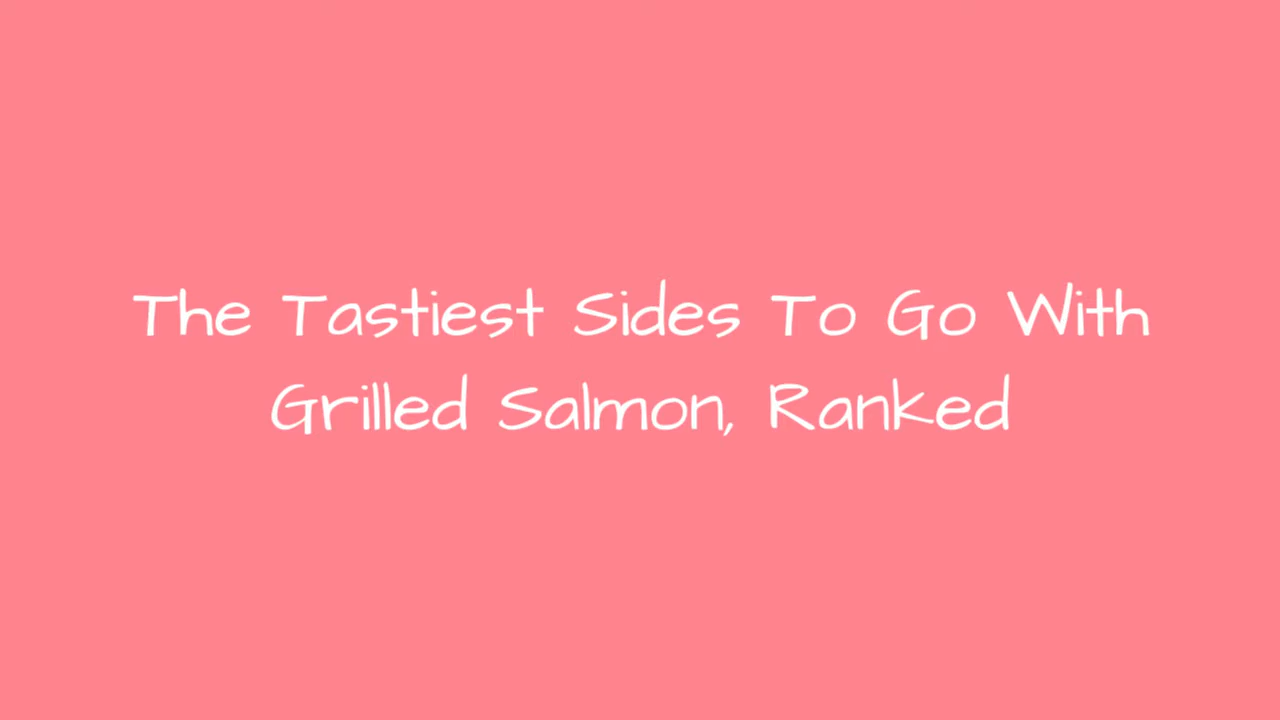 The Tastiest Sides To Go With
Grilled Salmon, Ranked